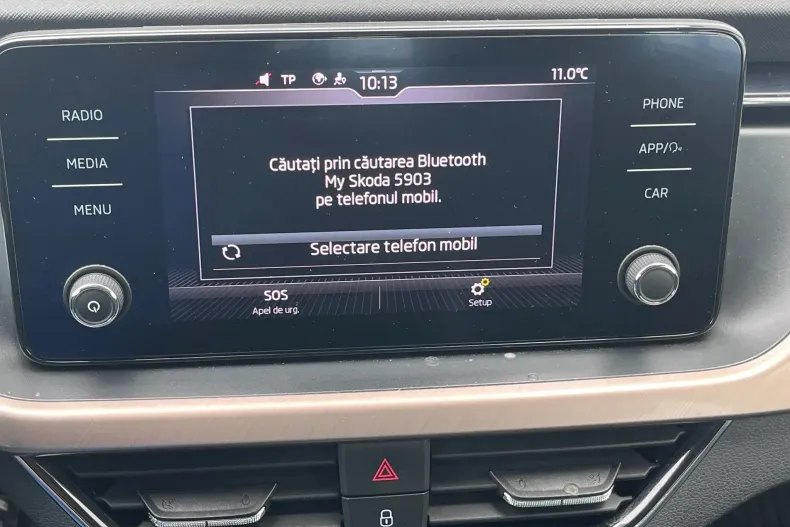 TP
10:13
11.0°C
RADIO
MEDIA
MENU
PHONE
APP/
CAR
Căutați prin căutarea Bluetooth
My Skoda 5903
pe telefonul mobil.
Selectare telefon mobil
SOS
Apel de urg.
Setup